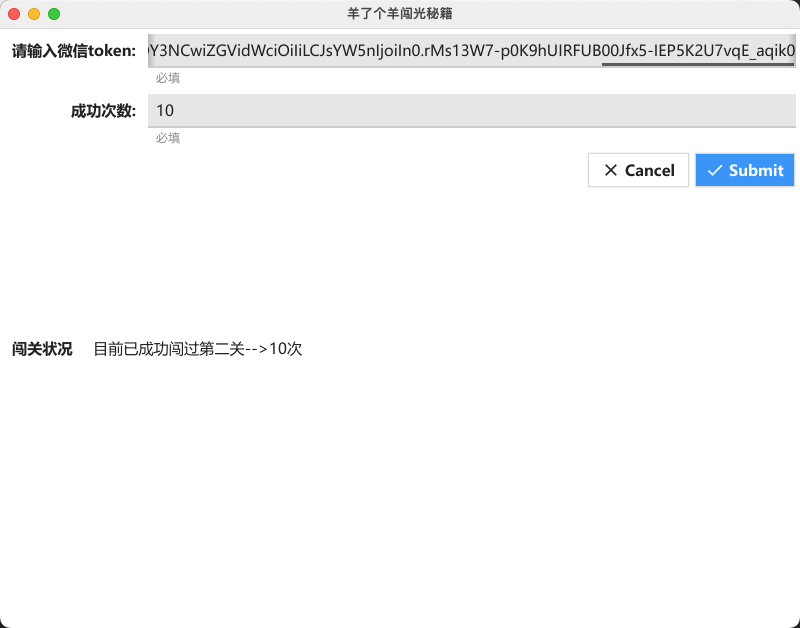 羊了个羊闯光秘籍
请输入微信token: Y3NCwiZGVidWciOiIiLCJsYW5nIjoiIn0.rMs13W7-p0K9hUIRFUB00Jfx5-IEP5K2U7vqE_aqik0
必填
成功次数: 10
必填
Cancel Submit
闯关状况 目前已成功闯过第二关-->10次